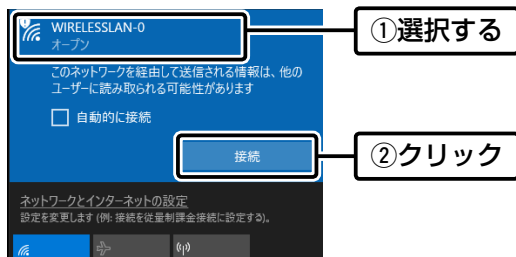 WIRELESSLAN-0
オープン
①選択する
このネットワークを経由して送信される情報は、他の
ユーザーに読み取られる可能性があります
自動的に接続
接続
②クリック
ネットワークとインターネットの設定
設定を変更します (例: 接続を従量制課金接続に設定する)。